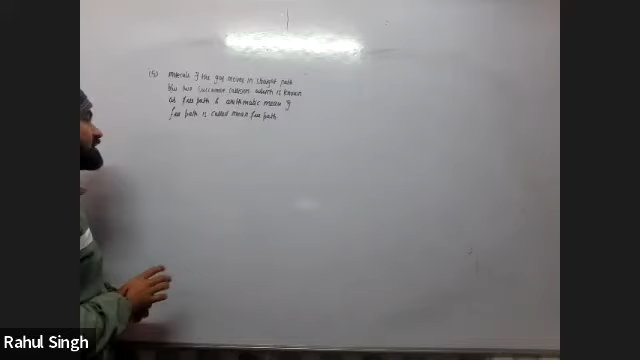 (5) molecule of the gas moves in straight path
b/w two successive collision which is known
as free path & arithmatic mean of
free path is called mean free path
Rahul Singh